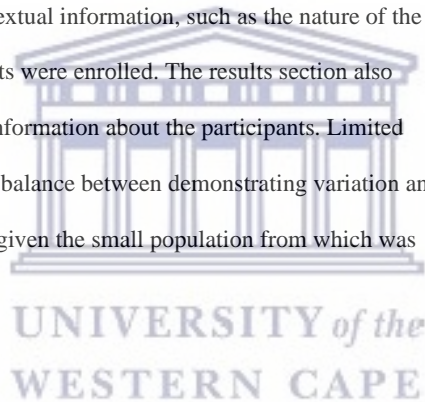 extual information, such as the nature of the
ts were enrolled. The results section also
nformation about the participants. Limited
balance between demonstrating variation an
given the small population from which was
UNIVERSITY of the
WESTERN CAPE